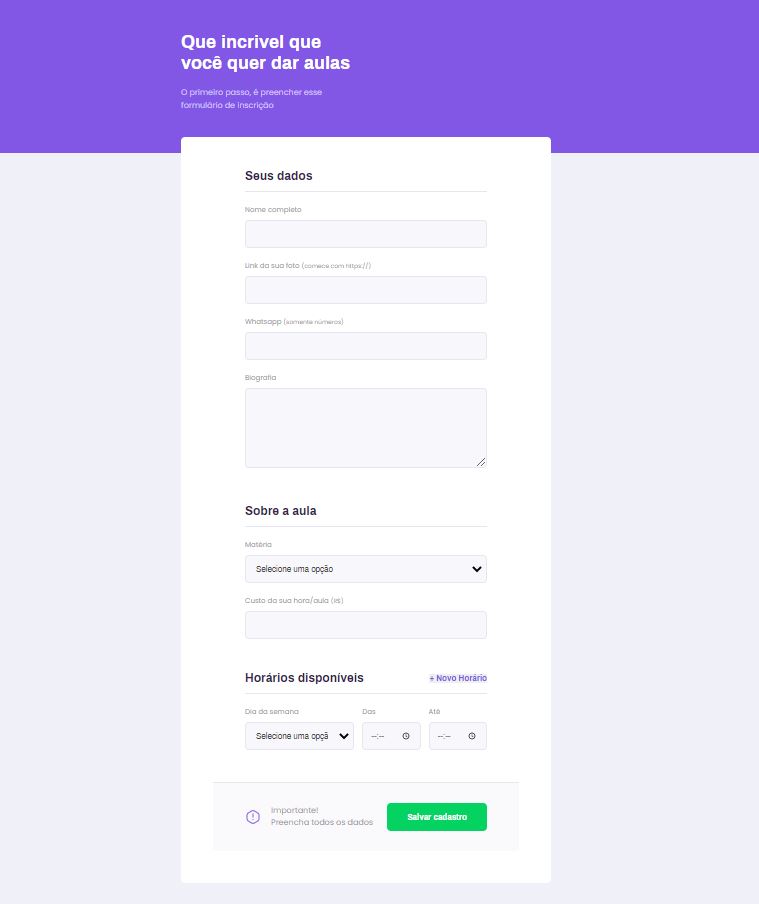 Que incrivel que
você quer dar aulas
O primeiro passo, é preencher esse
formulário de inscrição
Seus dados
Nome completo
Link da sua foto (comece com https://)
Whatsapp (somente números)
Biografia
Sobre a aula
Matéria
Selecione uma opção
Custo da sua hora/aula (R$)
Horários disponíveis
+ Novo Horário
Dia da semana Das Até
Selecione uma opçã --:-- --:--
Importante!
Preencha todos os dados
Salvar cadastro